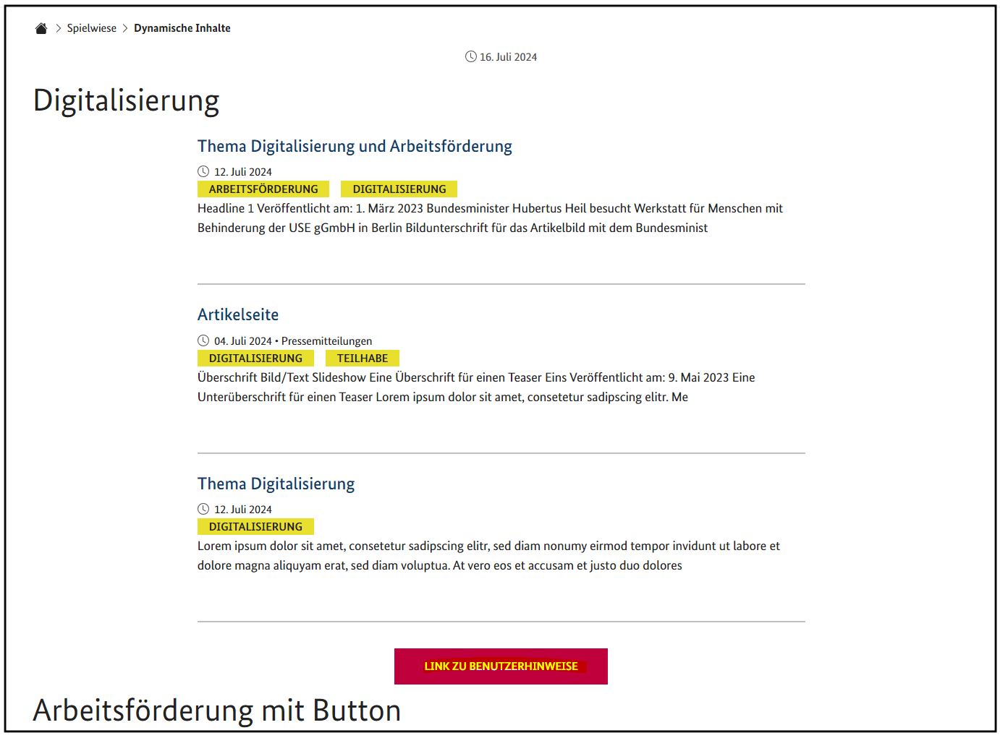 Spielwiese > Dynamische Inhalte
16. Juli 2024
Digitalisierung
Thema Digitalisierung und Arbeitsförderung
12. Juli 2024
ARBEITSFÖRDERUNG DIGITALISIERUNG
Headline 1 Veröffentlicht am: 1. März 2023 Bundesminister Hubertus Heil besucht Werkstatt für Menschen mit
Behinderung der USE gGmbH in Berlin Bildunterschrift für das Artikelbild mit dem Bundesminist
Artikelseite
04. Juli 2024 • Pressemitteilungen
DIGITALISIERUNG TEILHABE
Überschrift Bild/Text Slideshow Eine Überschrift für einen Teaser Eins Veröffentlicht am: 9. Mai 2023 Eine
Unterüberschrift für einen Teaser Lorem ipsum dolor sit amet, consetetur sadipscing elitr. Me
Thema Digitalisierung
12. Juli 2024
DIGITALISIERUNG
Lorem ipsum dolor sit amet, consetetur sadipscing elitr, sed diam nonumy eirmod tempor invidunt ut labore et
dolore magna aliquyam erat, sed diam voluptua. At vero eos et accusam et justo duo dolores
LINK ZU BENUTZERHINWEISE
Arbeitsförderung mit Button